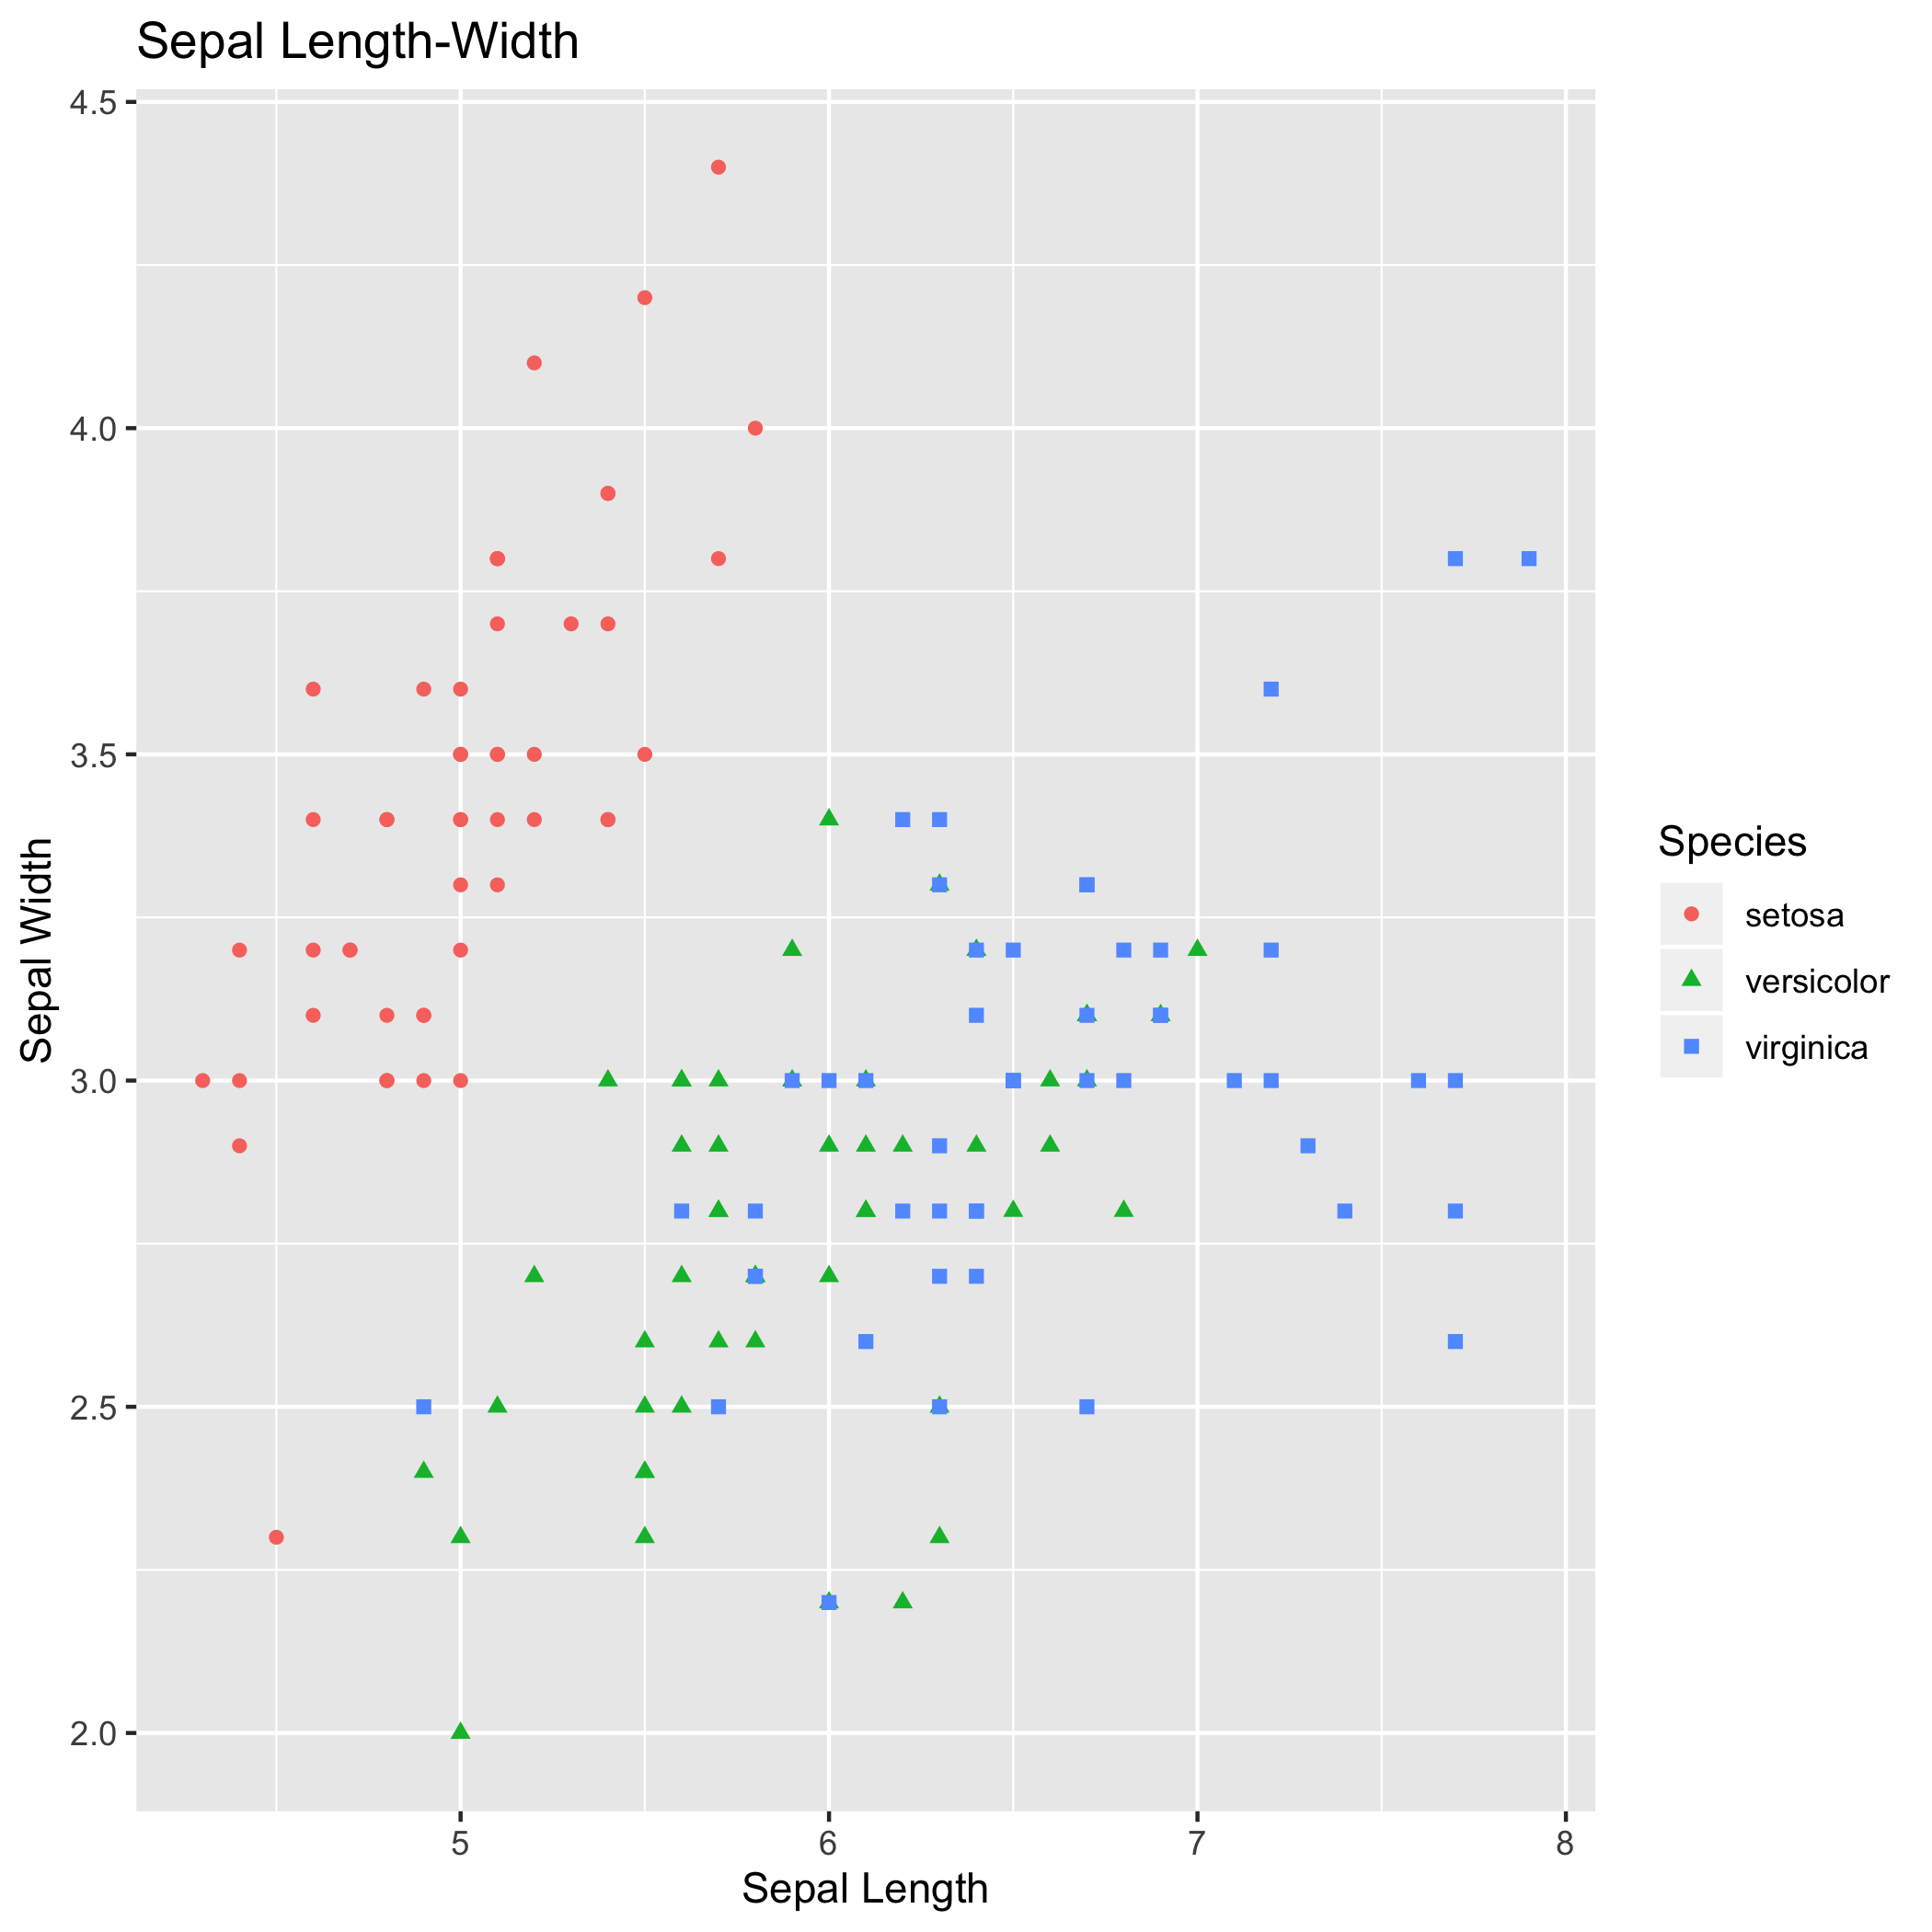 Sepal Length-Width
4.5
4.0
3.5
3.0
2.5
2.0
Sepal Width
5 6 7 8
Sepal Length
Species
setosa
versicolor
virginica